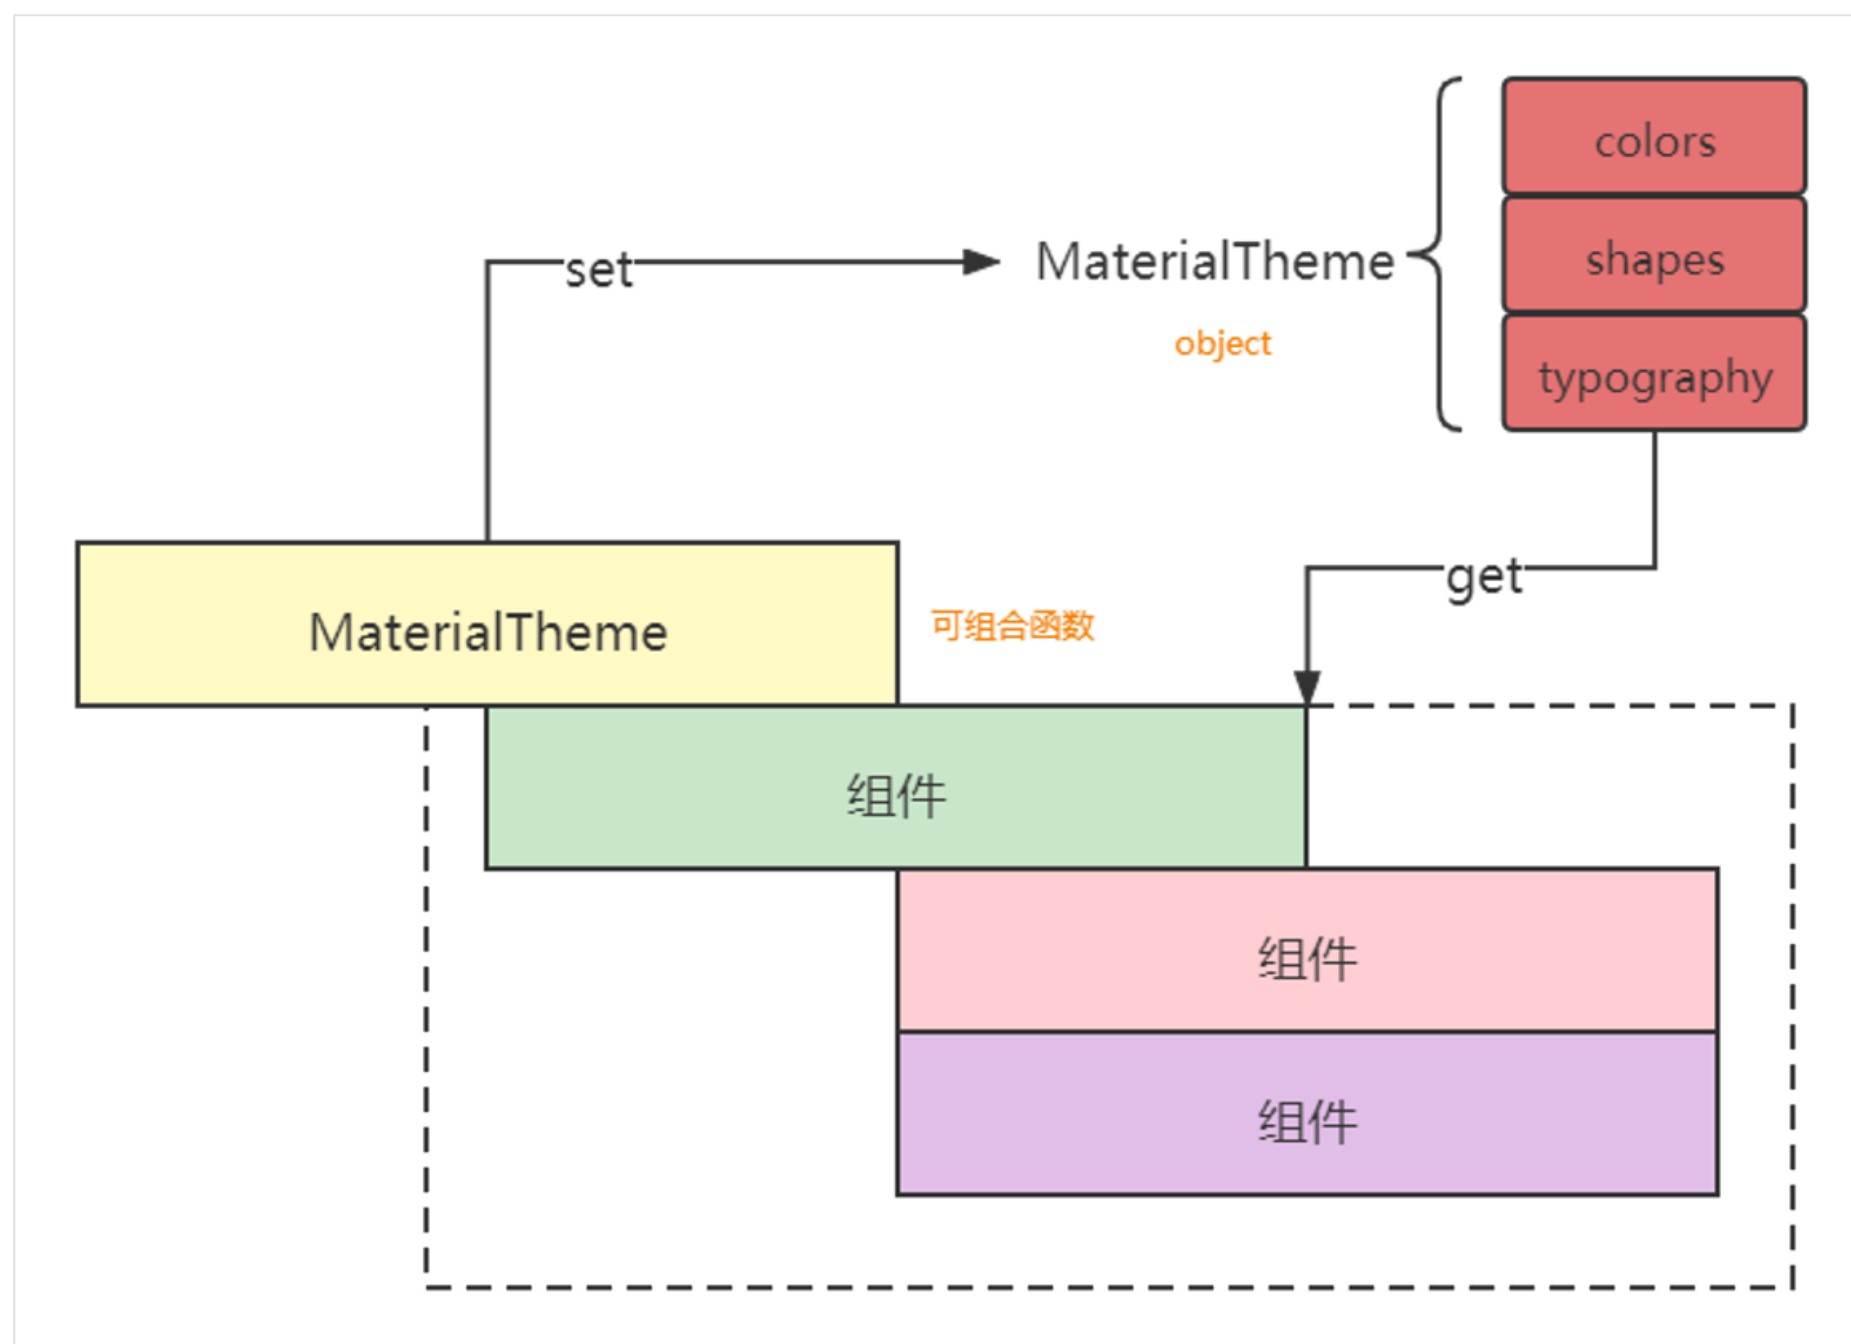 colors
set
MaterialTheme
shapes
object
typography
get
MaterialTheme
可组合函数
组件
组件
组件